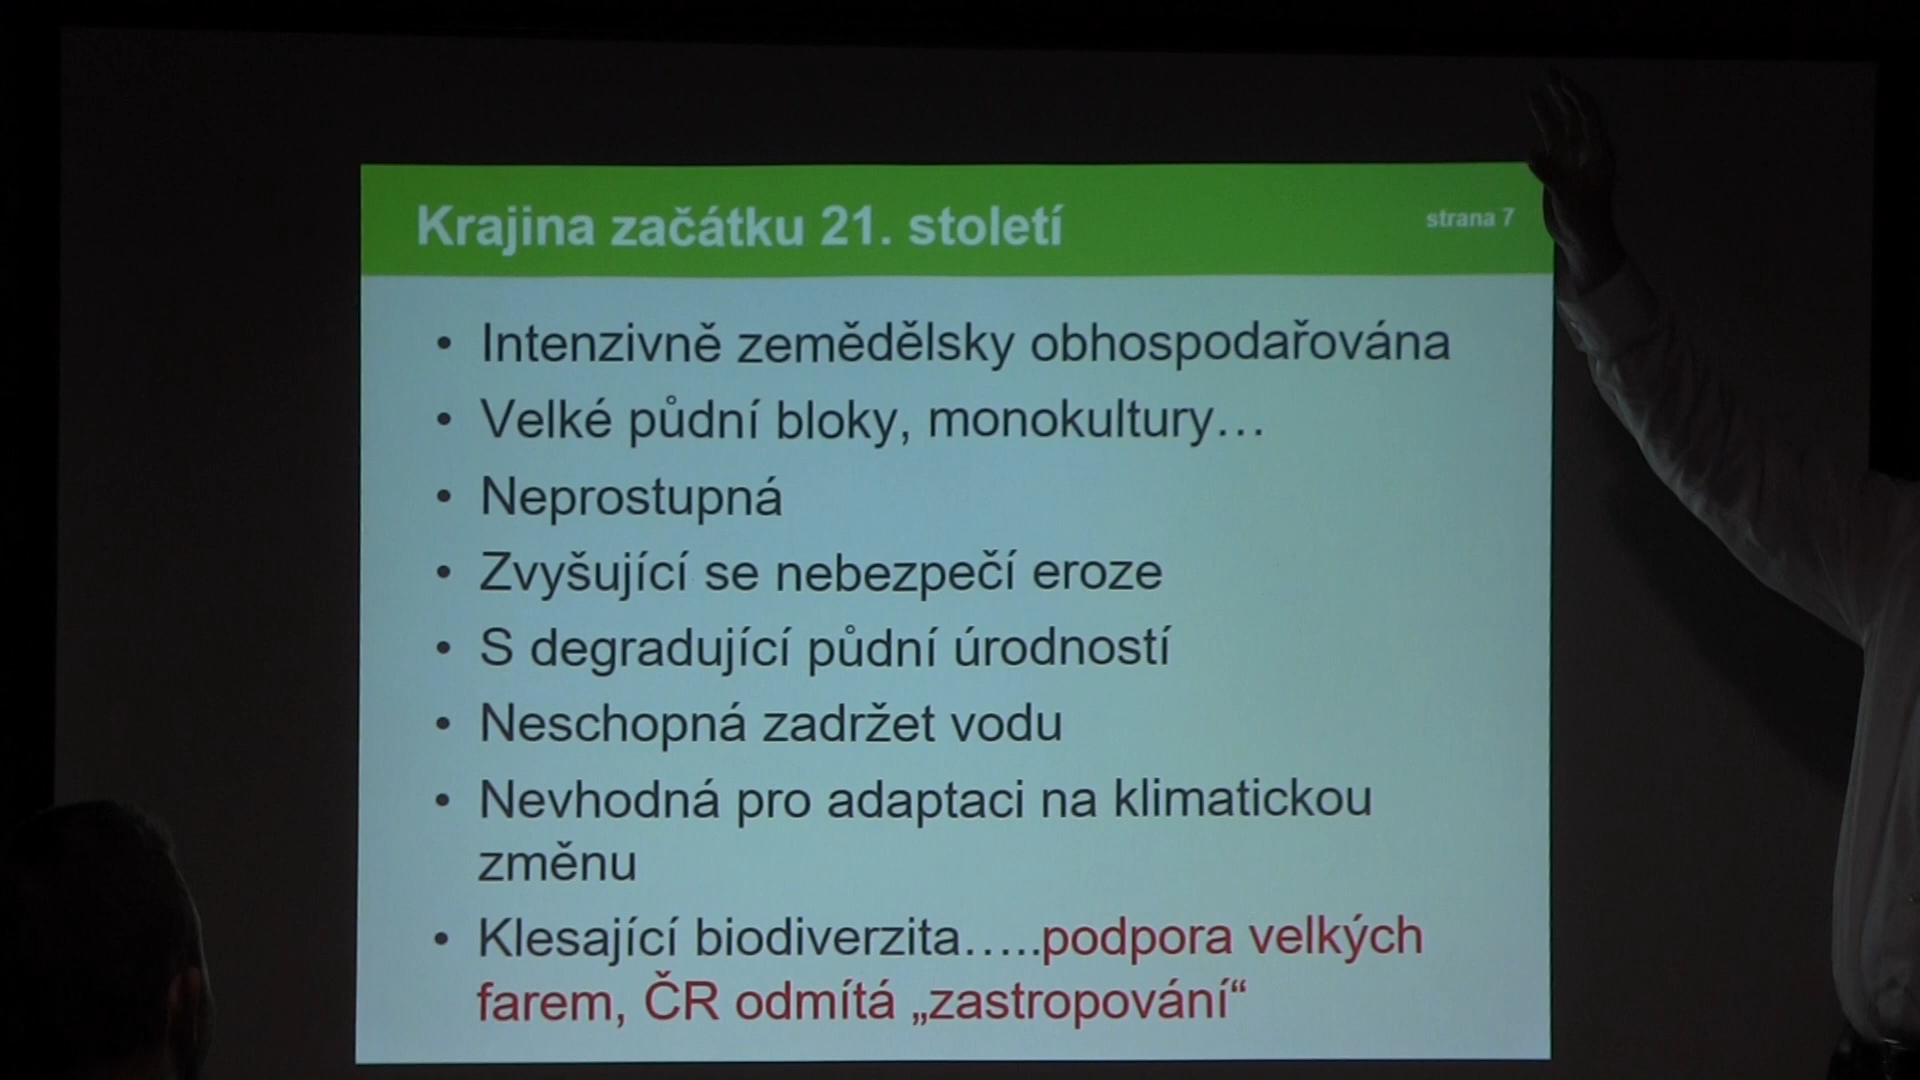 Krajina začátku 21. století
strana 7
• Intenzivně zemědělsky obhospodařována
• Velké půdní bloky, monokultury…
• Neprostupná
• Zvyšující se nebezpečí eroze
• S degradující půdní úrodností
• Neschopná zadržet vodu
• Nevhodná pro adaptaci na klimatickou
změnu
• Klesající biodiverzita…..podpora velkých
farem, ČR odmítá „zastropování“